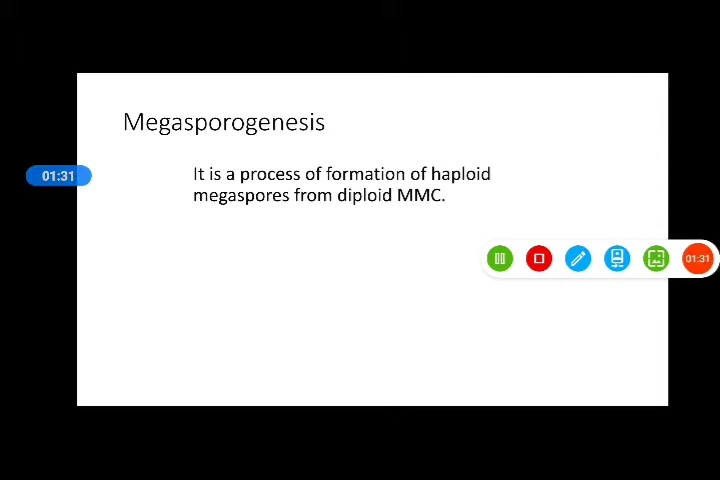 Megasporogenesis
It is a process of formation of haploid
01:31
megaspores from diploid MMC.
01:31